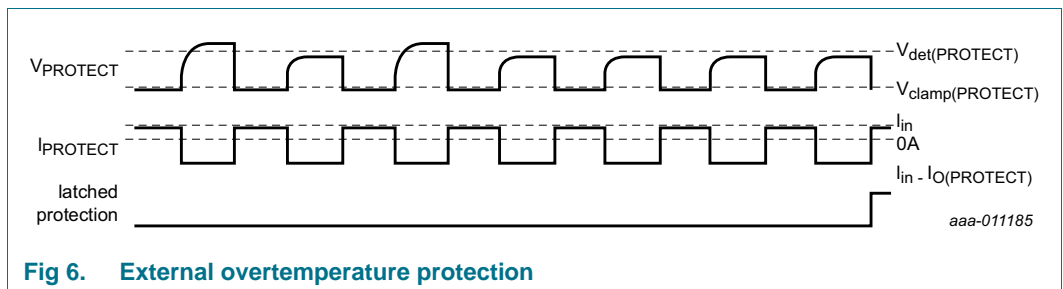 VPROTECT
Vdet(PROTECT)
Vclamp(PROTECT)
IPROTECT
Iin
0A
Iin - IO(PROTECT)
latched
protection
aaa-011185
Fig 6. External overtemperature protection